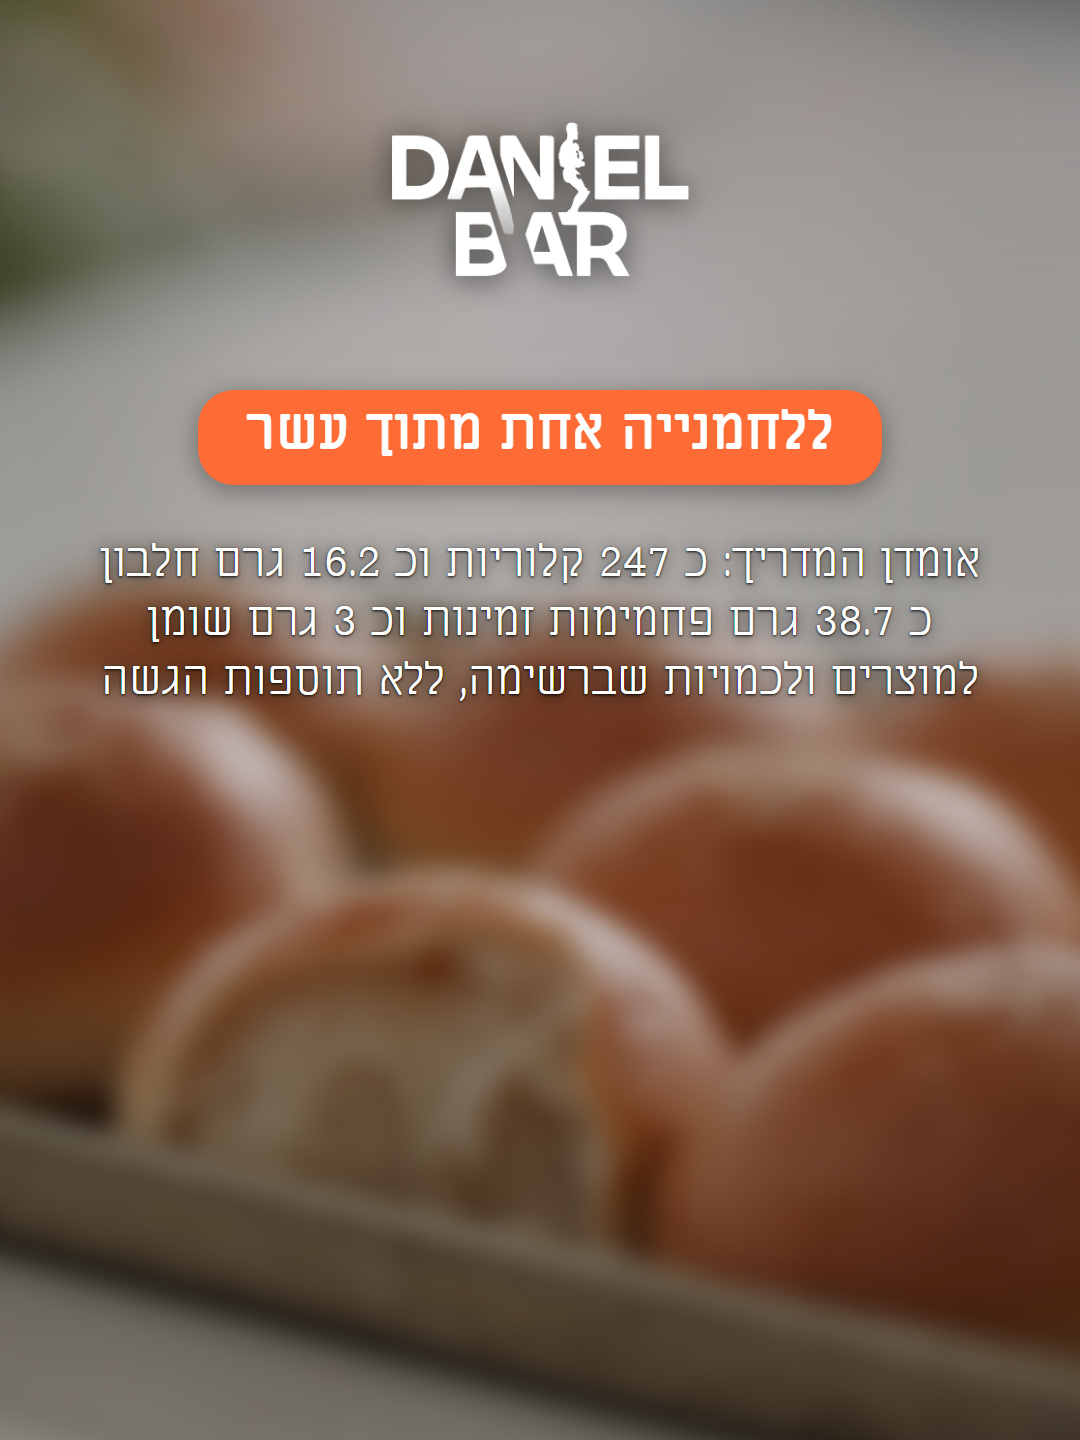 DANIEL
BAR
ללחמנייה אחת מתוך עשר
אומדן המדריך: כ 247 קלוריות וכ 16.2 גרם חלבון
כ 38.7 גרם פחמימות זמינות וכ 3 גרם שומן
למוצרים ולכמויות שברשימה, ללא תוספות הגשה